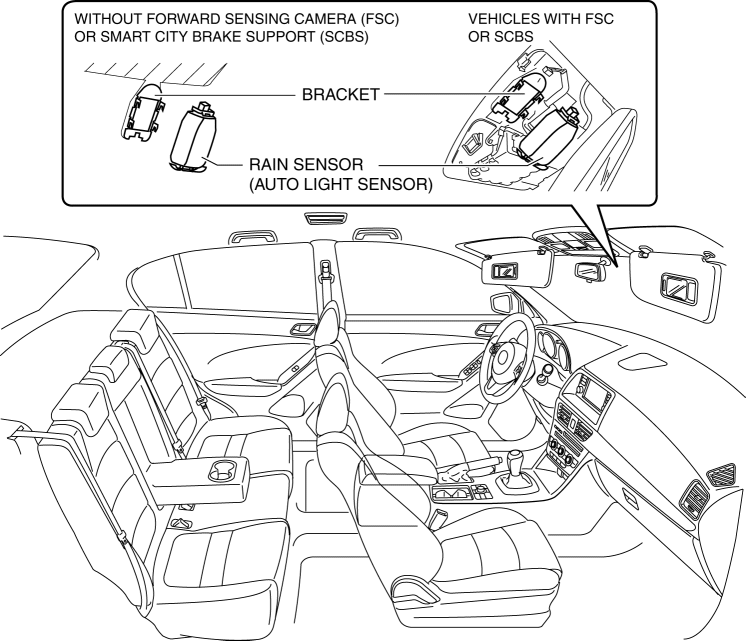 WITHOUT FORWARD SENSING CAMERA (FSC)
OR SMART CITY BRAKE SUPPORT (SCBS)
VEHICLES WITH FSC
OR SCBS
BRACKET
RAIN SENSOR
(AUTO LIGHT SENSOR)